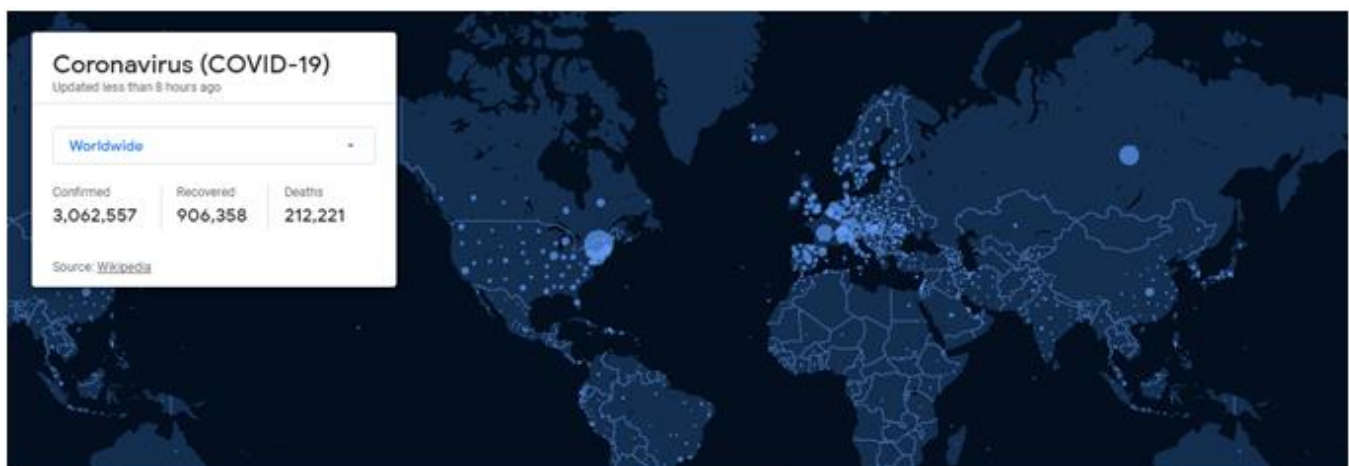 Coronavirus (COVID-19)
Updated less than 8 hours ago
Worldwide
Confirmed Recovered Deaths
3,062,557 906,358 212,221
Source: Wikipedia